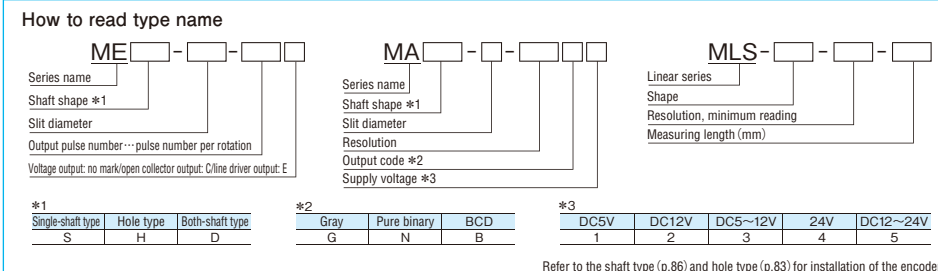 How to read type name
ME - - -
Series name
Shaft shape *1
Slit diameter
Output pulse number…pulse number per rotation
Voltage output: no mark/open collector output: C/line driver output: E
MA - - -
Series name
Shaft shape *1
Slit diameter
Resolution
Output code *2
Supply voltage *3
MLS- - -
Linear series
Shape
Resolution, minimum reading
Measuring length (mm)
*1
Single-shaft type Hole type Both-shaft type
S H D
*2
Gray Pure binary BCD
G N B
*3
DC5V DC12V DC5~12V 24V DC12~24V
1 2 3 4 5
Refer to the shaft type (p.86) and hole type (p.83) for installation of the encode